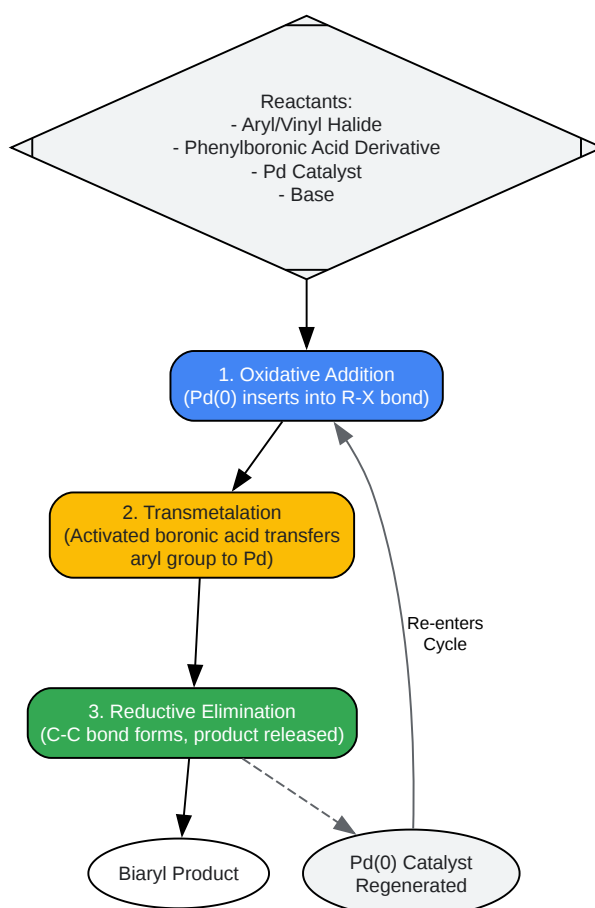 Reactants:
- Aryl/Vinyl Halide
- Phenylboronic Acid Derivative
- Pd Catalyst
- Base
1. Oxidative Addition
(Pd(0) inserts into R-X bond)
2. Transmetalation
(Activated boronic acid transfers
aryl group to Pd)
Re-enters
Cycle
3. Reductive Elimination
(C-C bond forms, product released)
Biaryl Product
Pd(0) Catalyst
Regenerated